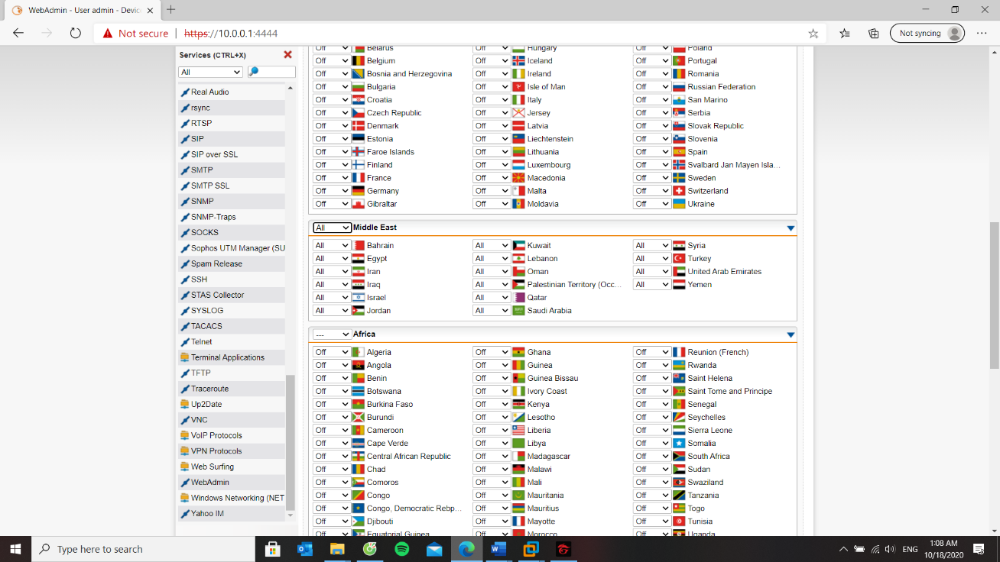 WebAdmin - User admin - Devic
Not secure | https://10.0.0.1:4444
Not syncing
Services (CTRL+X)
All
Real Audio
rsync
RTSP
SIP
SIP over SSL
SMTP
SMTP SSL
SNMP
SNMP-Traps
SOCKS
Sophos UTM Manager (SU
Spam Release
SSH
STAS Collector
SYSLOG
TACACS
Telnet
Terminal Applications
TFTP
Traceroute
Up2Date
VNC
VoIP Protocols
VPN Protocols
Web Surfing
WebAdmin
Windows Networking (NET
Yahoo IM
Off Belarus Off Hungary Off Poland
Off Belgium Off Iceland Off Portugal
Off Bosnia and Herzegovina Off Ireland Off Romania
Off Bulgaria Off Isle of Man Off Russian Federation
Off Croatia Off Italy Off San Marino
Off Czech Republic Off Jersey Off Serbia
Off Denmark Off Latvia Off Slovak Republic
Off Estonia Off Liechtenstein Off Slovenia
Off Faroe Islands Off Lithuania Off Spain
Off Finland Off Luxembourg Off Svalbard Jan Mayen Isla...
Off France Off Macedonia Off Sweden
Off Germany Off Malta Off Switzerland
Off Gibraltar Off Moldavia Off Ukraine
All Middle East
All Bahrain All Kuwait All Syria
All Egypt All Lebanon All Turkey
All Iran All Oman All United Arab Emirates
All Iraq All Palestinian Territory (Occ... All Yemen
All Israel All Qatar
All Jordan All Saudi Arabia
--- Africa
Off Algeria Off Ghana Off Reunion (French)
Off Angola Off Guinea Off Rwanda
Off Benin Off Guinea Bissau Off Saint Helena
Off Botswana Off Ivory Coast Off Saint Tome and Principe
Off Burkina Faso Off Kenya Off Senegal
Off Burundi Off Lesotho Off Seychelles
Off Cameroon Off Liberia Off Sierra Leone
Off Cape Verde Off Libya Off Somalia
Off Central African Republic Off Madagascar Off South Africa
Off Chad Off Malawi Off Sudan
Off Comoros Off Mali Off Swaziland
Off Congo Off Mauritania Off Tanzania
Off Congo, Democratic Rebp... Off Mauritius Off Togo
Off Djibouti Off Mayotte Off Tunisia
Off Equatorial Guinea Off Morocco Off Uganda
Type here to search
ENG
1:08 AM
10/18/2020